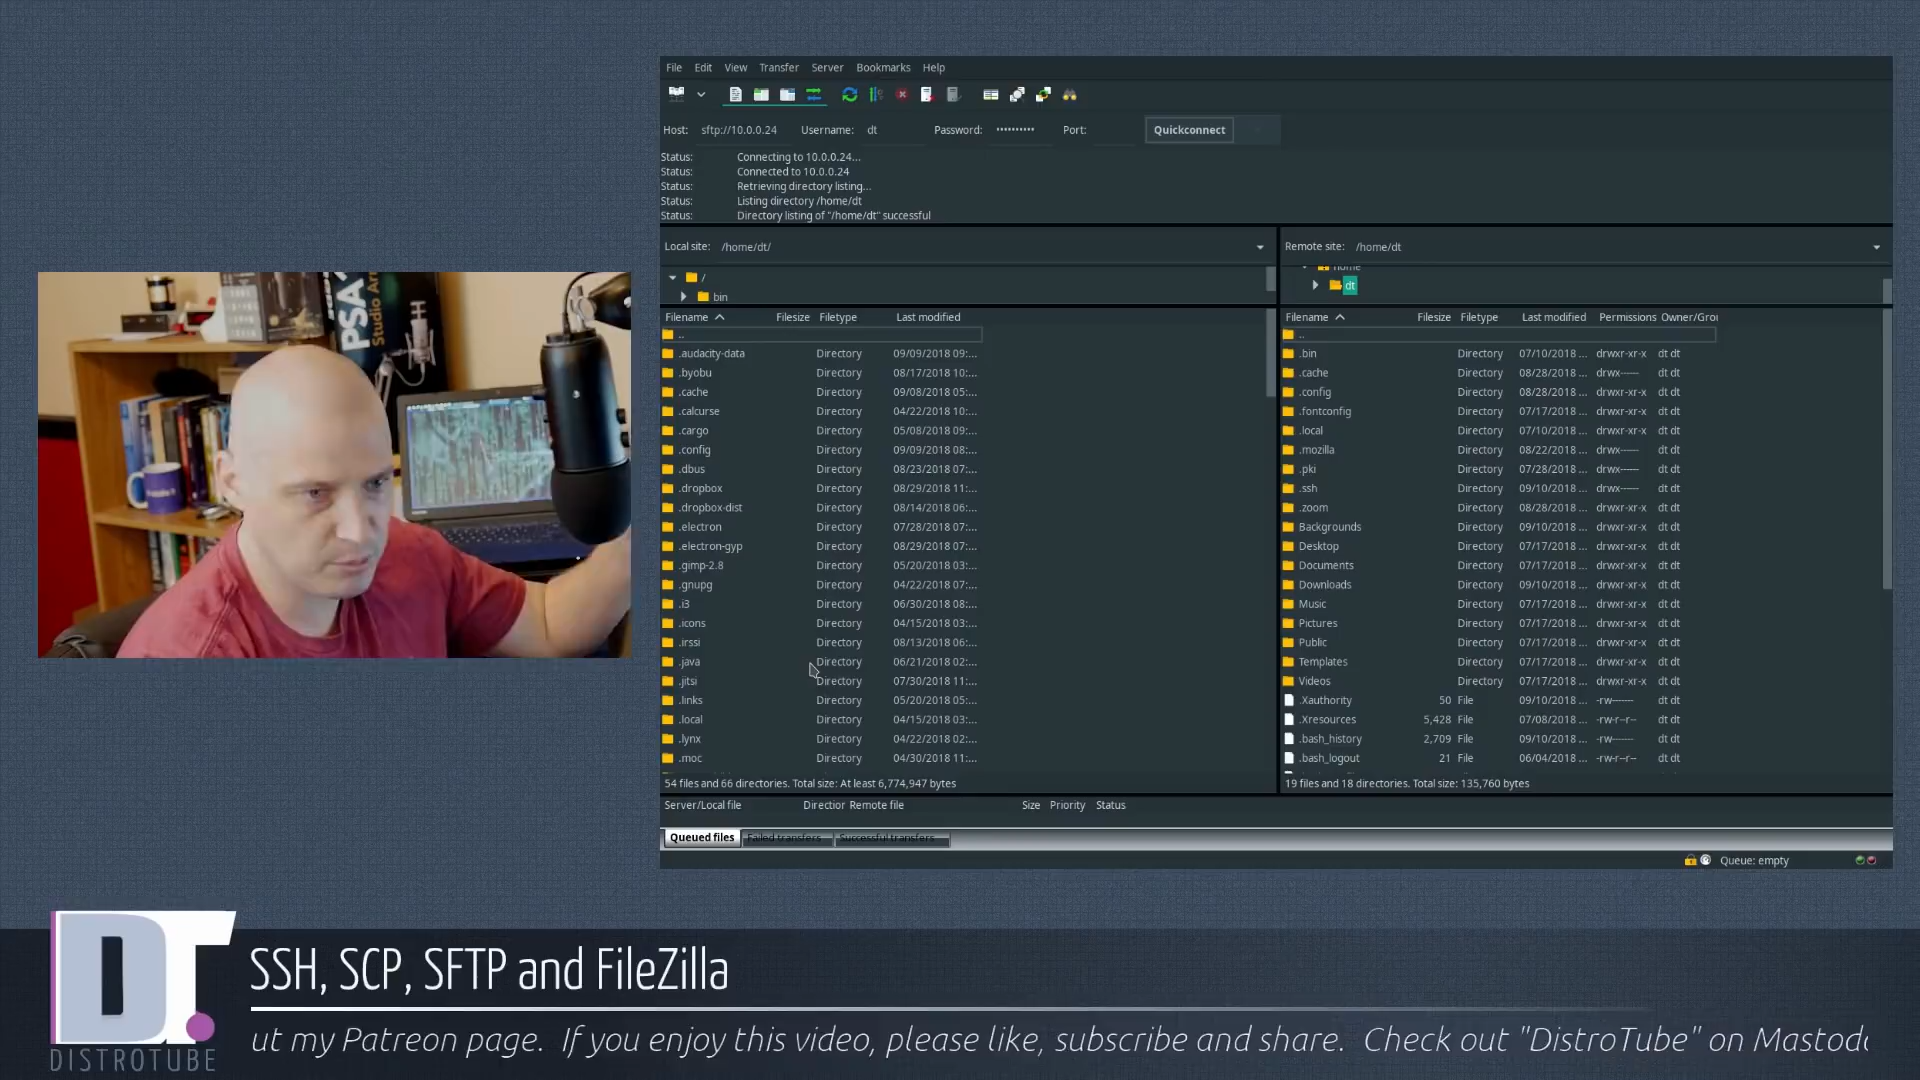 File Edit View Transfer Server Bookmarks Help
Host: sftp://10.0.0.24 Username: dt Password: •••••••••• Port: Quickconnect
Status: Connecting to 10.0.0.24...
Status: Connected to 10.0.0.24
Status: Retrieving directory listing...
Status: Listing directory /home/dt
Status: Directory listing of "/home/dt" successful
Local site: /home/dt/
/
bin
Filename Filesize Filetype Last modified
..
.audacity-data Directory 09/09/2018 09:...
.byobu Directory 08/17/2018 10:...
.cache Directory 09/08/2018 05:...
.calcurse Directory 04/22/2018 10:...
.cargo Directory 05/08/2018 09:...
.config Directory 09/09/2018 08:...
.dbus Directory 08/23/2018 07:...
.dropbox Directory 08/29/2018 11:...
.dropbox-dist Directory 08/14/2018 06:...
.electron Directory 07/28/2018 07:...
.electron-gyp Directory 08/29/2018 07:...
.gimp-2.8 Directory 05/20/2018 03:...
.gnupg Directory 04/22/2018 07:...
.i3 Directory 06/30/2018 08:...
.icons Directory 04/15/2018 03:...
.irssi Directory 08/13/2018 06:...
.java Directory 06/21/2018 02:...
.jitsi Directory 07/30/2018 11:...
.links Directory 05/20/2018 05:...
.local Directory 04/15/2018 03:...
.lynx Directory 04/22/2018 02:...
.moc Directory 04/30/2018 11:...
54 files and 66 directories. Total size: At least 6,774,947 bytes
Remote site: /home/dt
home
dt
Filename Filesize Filetype Last modified Permissions Owner/Grou
..
.bin Directory 07/10/2018 ... drwxr-xr-x dt dt
.cache Directory 08/28/2018 ... drwx------ dt dt
.config Directory 08/28/2018 ... drwxr-xr-x dt dt
.fontconfig Directory 07/17/2018 ... drwxr-xr-x dt dt
.local Directory 07/10/2018 ... drwxr-xr-x dt dt
.mozilla Directory 08/22/2018 ... drwx------ dt dt
.pki Directory 07/28/2018 ... drwx------ dt dt
.ssh Directory 09/10/2018 ... drwx------ dt dt
.zoom Directory 08/28/2018 ... drwxr-xr-x dt dt
Backgrounds Directory 09/10/2018 ... drwxr-xr-x dt dt
Desktop Directory 07/17/2018 ... drwxr-xr-x dt dt
Documents Directory 07/17/2018 ... drwxr-xr-x dt dt
Downloads Directory 09/10/2018 ... drwxr-xr-x dt dt
Music Directory 07/17/2018 ... drwxr-xr-x dt dt
Pictures Directory 07/17/2018 ... drwxr-xr-x dt dt
Public Directory 07/17/2018 ... drwxr-xr-x dt dt
Templates Directory 07/17/2018 ... drwxr-xr-x dt dt
Videos Directory 07/17/2018 ... drwxr-xr-x dt dt
.Xauthority 50 File 09/10/2018 ... -rw------- dt dt
.Xresources 5,428 File 07/08/2018 ... -rw-r--r-- dt dt
.bash_history 2,709 File 09/10/2018 ... -rw------- dt dt
.bash_logout 21 File 06/04/2018 ... -rw-r--r-- dt dt
19 files and 18 directories. Total size: 135,760 bytes
Server/Local file Direction Remote file Size Priority Status
Queued files Failed transfers Successful transfers
Queue: empty
PSA1
Studio Ar
DT
DISTROTUBE
SSH, SCP, SFTP and FileZilla
ut my Patreon page. If you enjoy this video, please like, subscribe and share. Check out "DistroTube" on Mastod